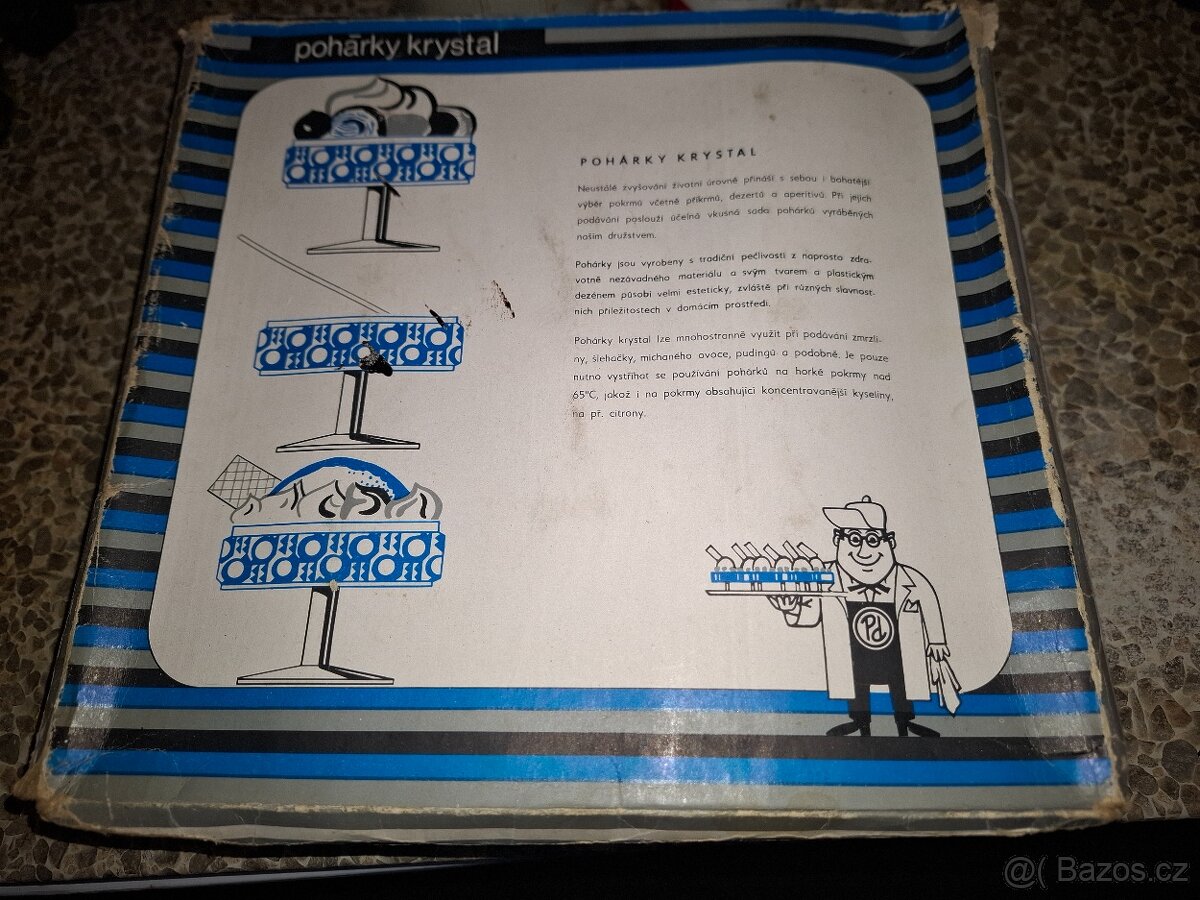 pohárky krystal
POHÁRKY KRYSTAL
Neustálé zvyšování životní úrovně přináší s sebou i bohatější
výběr pokrmů včetně příkrmů, dezertů a aperitivů. Při jejich
podávání poslouží účelná vkusná sada pohárků vyráběných
naším družstvem.
Pohárky jsou vyrobeny s tradiční pečlivostí z naprosto zdra-
votně nezávadného materiálu a svým tvarem a plastickým
dezénem působí velmi esteticky, zvláště při různých slavnost-
ních příležitostech v domácím prostředí.
Pohárky krystal lze mnohostranně využít při podávání zmrzli-
ny, šlehačky, míchaného ovoce, pudingů a podobně. Je pouze
nutno vystříhat se používání pohárků na horké pokrmy nad
65°C, jakož i na pokrmy obsahující koncentrovanější kyseliny,
na př. citrony.
Pd
@( Bazos.cz